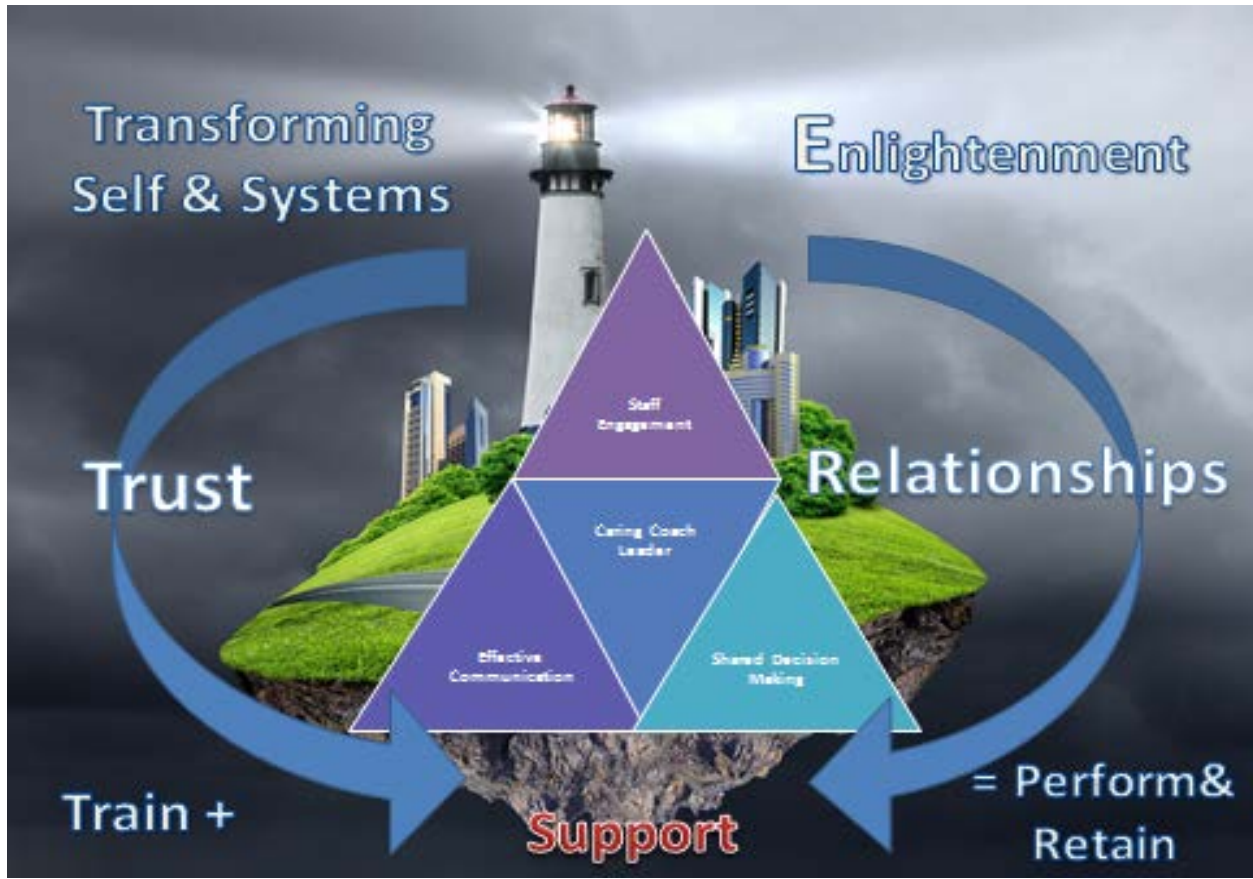 Transforming
Self & Systems
Enlightenment
Staff
Engagement
Trust
Relationships
Caring Coach
Leader
Effective
Communication
Shared Decision
Making
Train +
Support
= Perform&
Retain